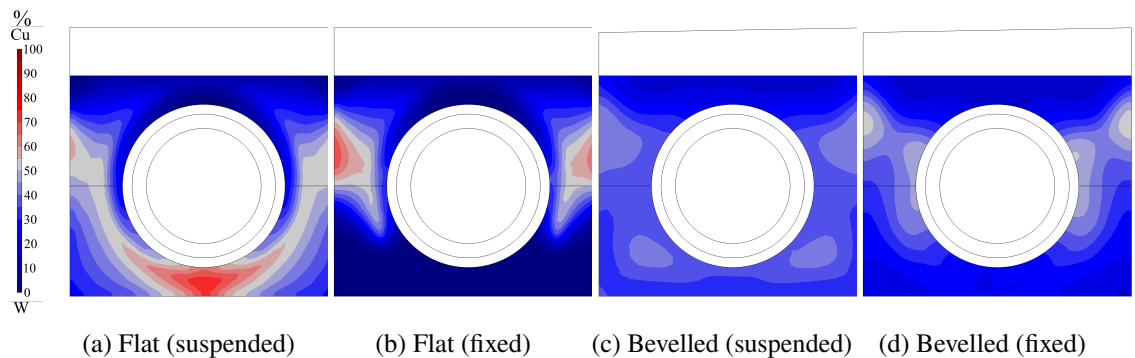 %
Cu
100
90
80
70
60
50
40
30
20
10
0
W
(a) Flat (suspended)
(b) Flat (fixed)
(c) Bevelled (suspended)
(d) Bevelled (fixed)